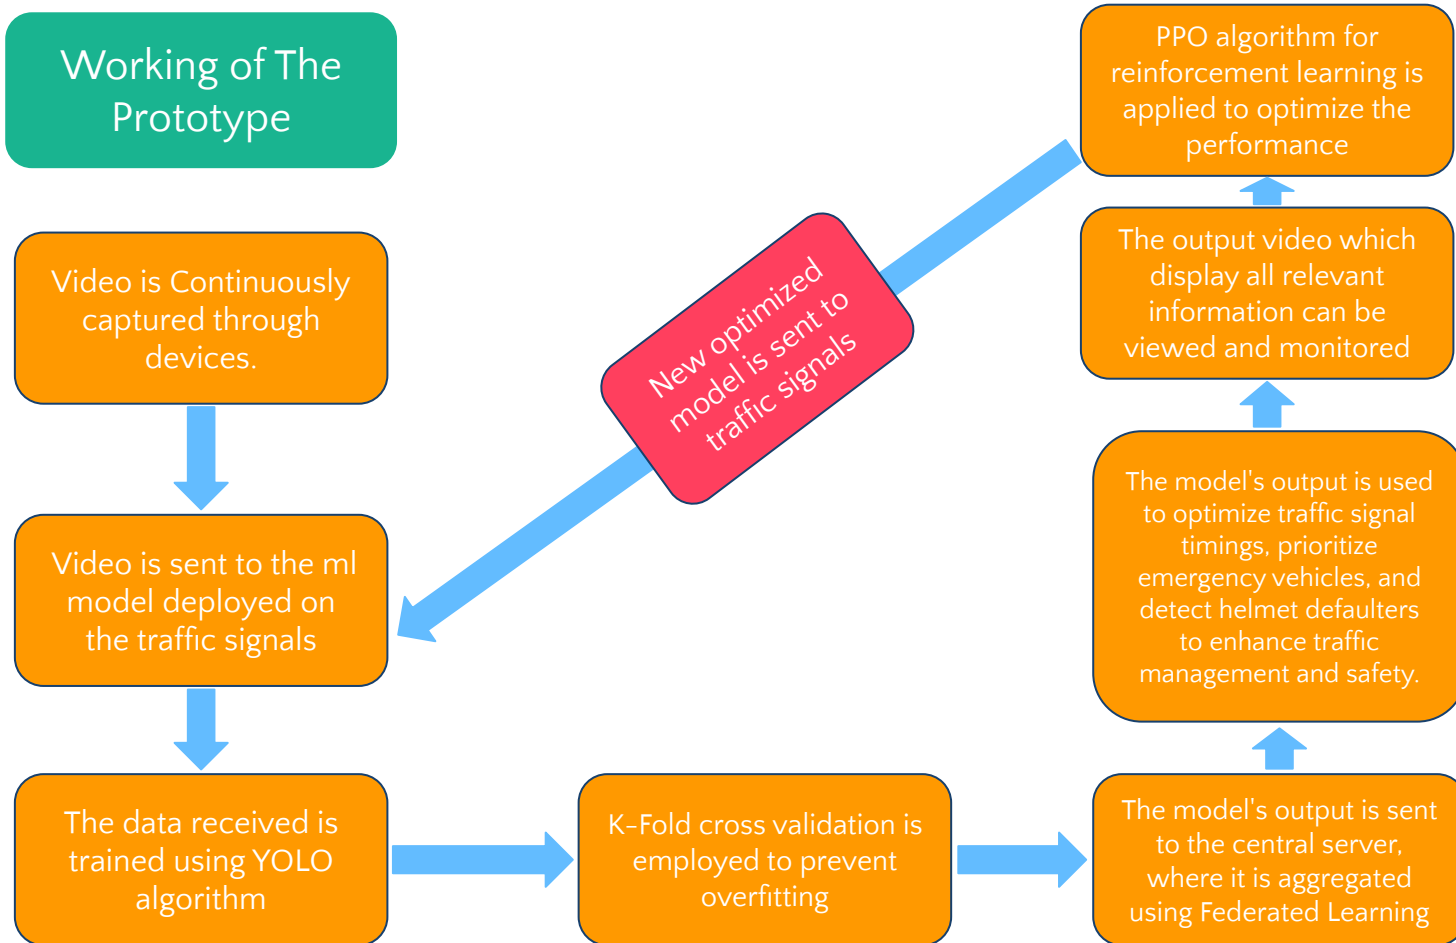 Working of The
Prototype
Video is Continuously
captured through
devices.
Video is sent to the ml
model deployed on
the traffic signals
The data received is
trained using YOLO
algorithm
K-Fold cross validation is
employed to prevent
overfitting
The model's output is sent
to the central server,
where it is aggregated
using Federated Learning
The model's output is used
to optimize traffic signal
timings, prioritize
emergency vehicles, and
detect helmet defaulters
to enhance traffic
management and safety.
The output video which
display all relevant
information can be
viewed and monitored
PPO algorithm for
reinforcement learning is
applied to optimize the
performance
New optimized
model is sent to
traffic signals